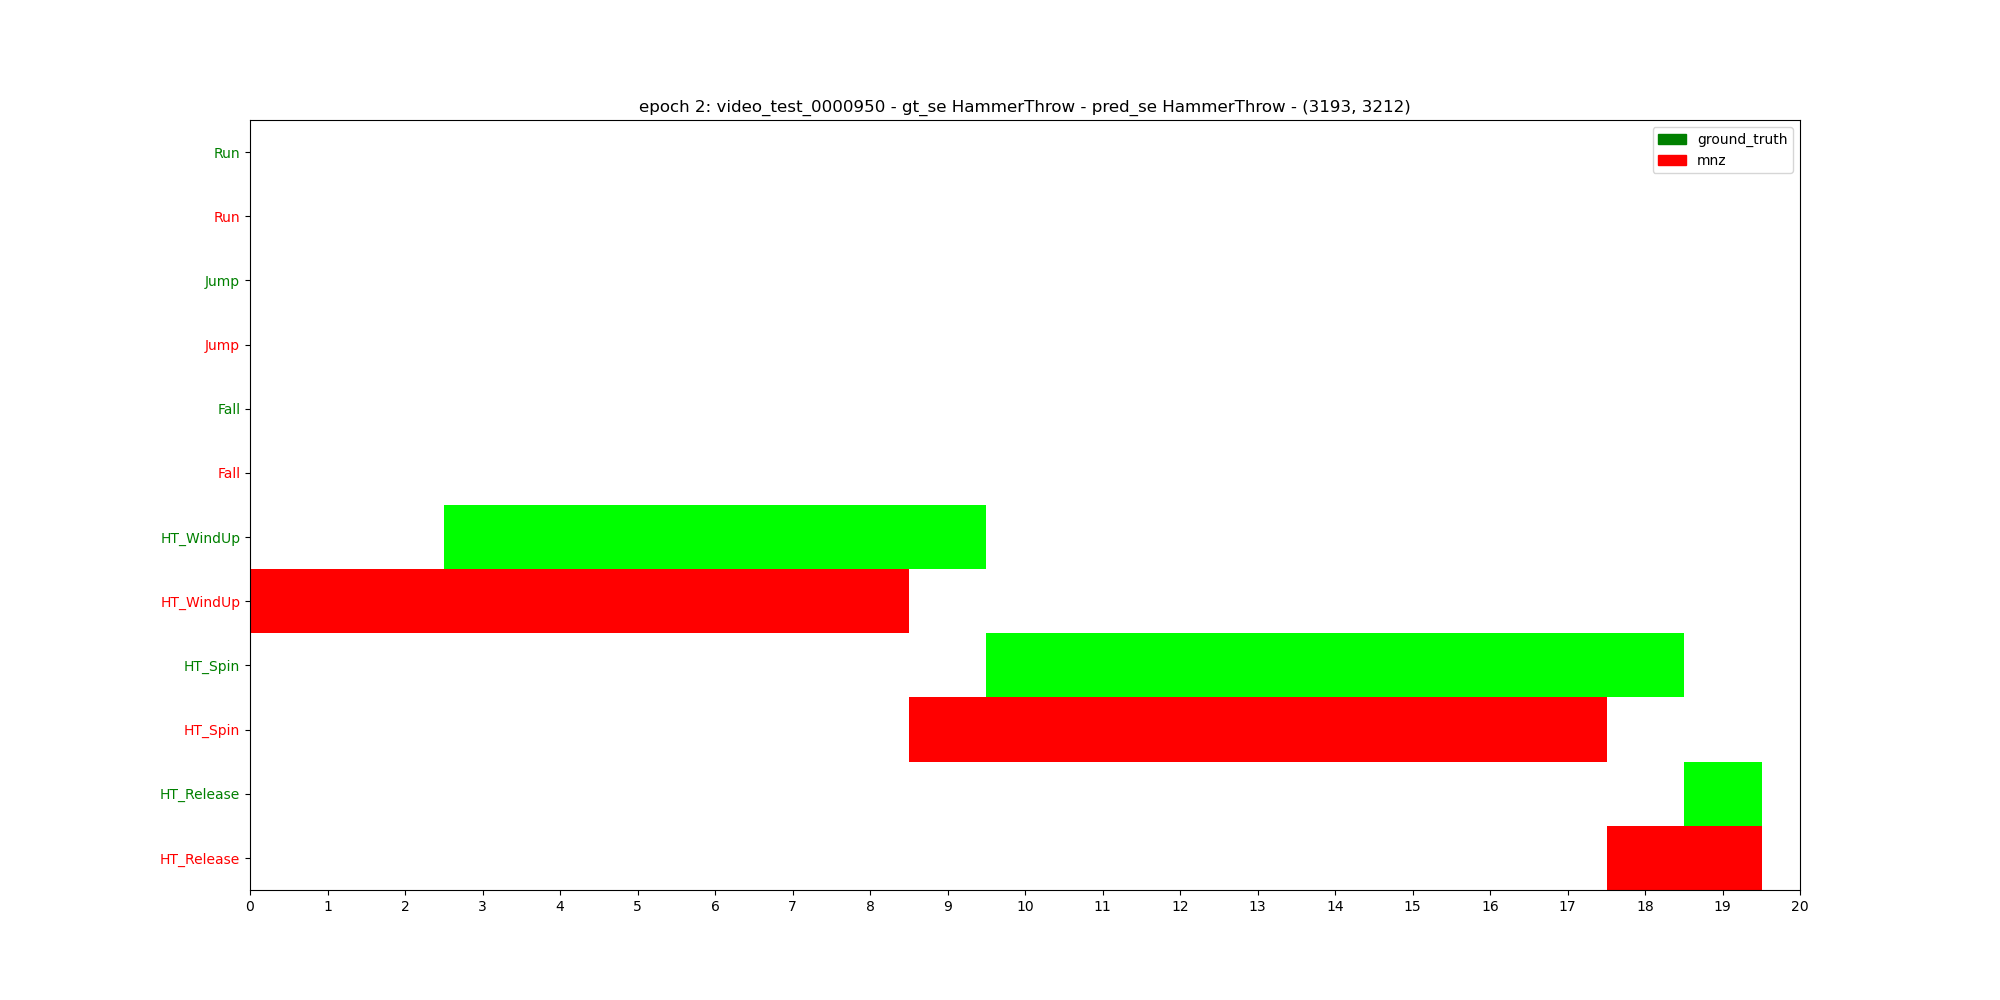 epoch 2: video_test_0000950 - gt_se HammerThrow - pred_se HammerThrow - (3193, 3212)
ground_truth
mnz
Run
Run
Jump
Jump
Fall
Fall
HT_WindUp
HT_WindUp
HT_Spin
HT_Spin
HT_Release
HT_Release
0 1 2 3 4 5 6 7 8 9 10 11 12 13 14 15 16 17 18 19 20